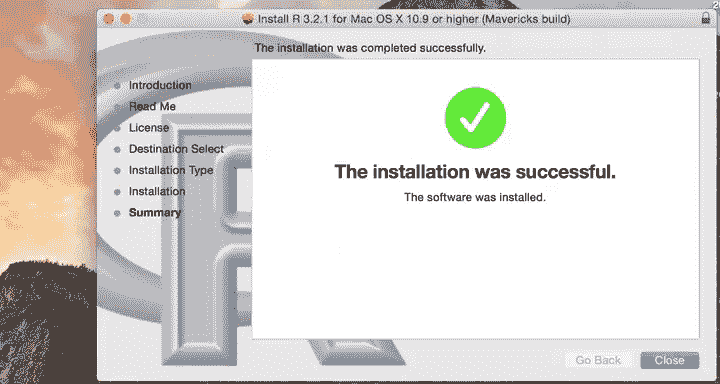 Install R 3.2.1 for Mac OS X 10.9 or higher (Mavericks build)
The installation was completed successfully.
Introduction
Read Me
License
Destination Select
Installation Type
Installation
Summary
The installation was successful.
The software was installed.
Go Back
Close